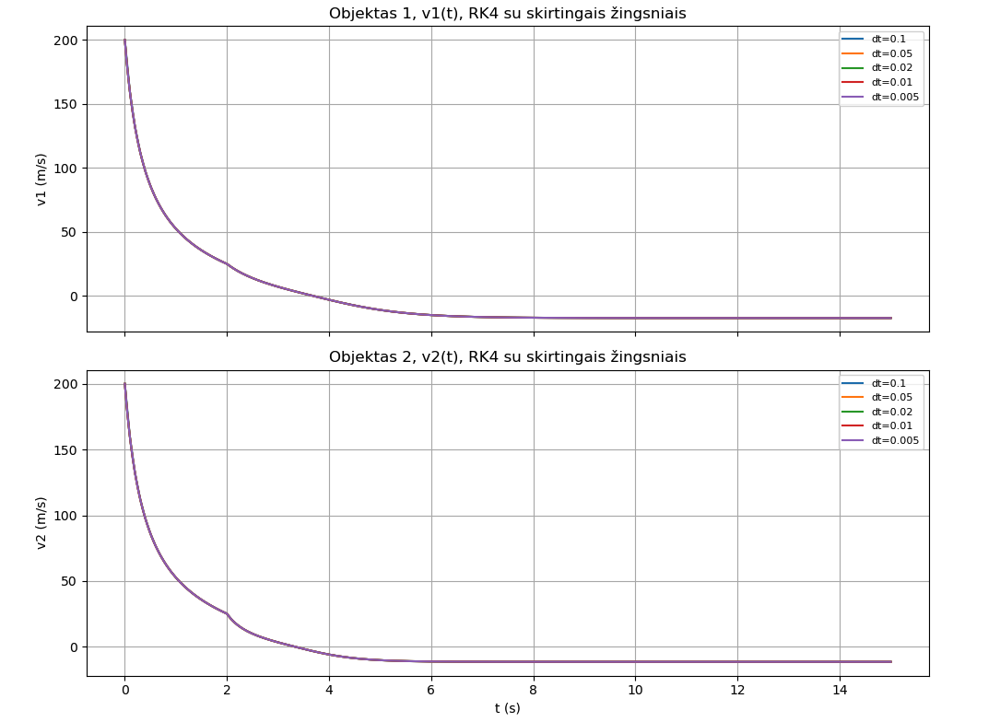 Objektas 1, v1(t), RK4 su skirtingais žingsniais
200
150
100
50
0
v1 (m/s)
dt=0.1
dt=0.05
dt=0.02
dt=0.01
dt=0.005
Objektas 2, v2(t), RK4 su skirtingais žingsniais
200
150
100
50
0
v2 (m/s)
dt=0.1
dt=0.05
dt=0.02
dt=0.01
dt=0.005
0 2 4 6 8 10 12 14
t (s)